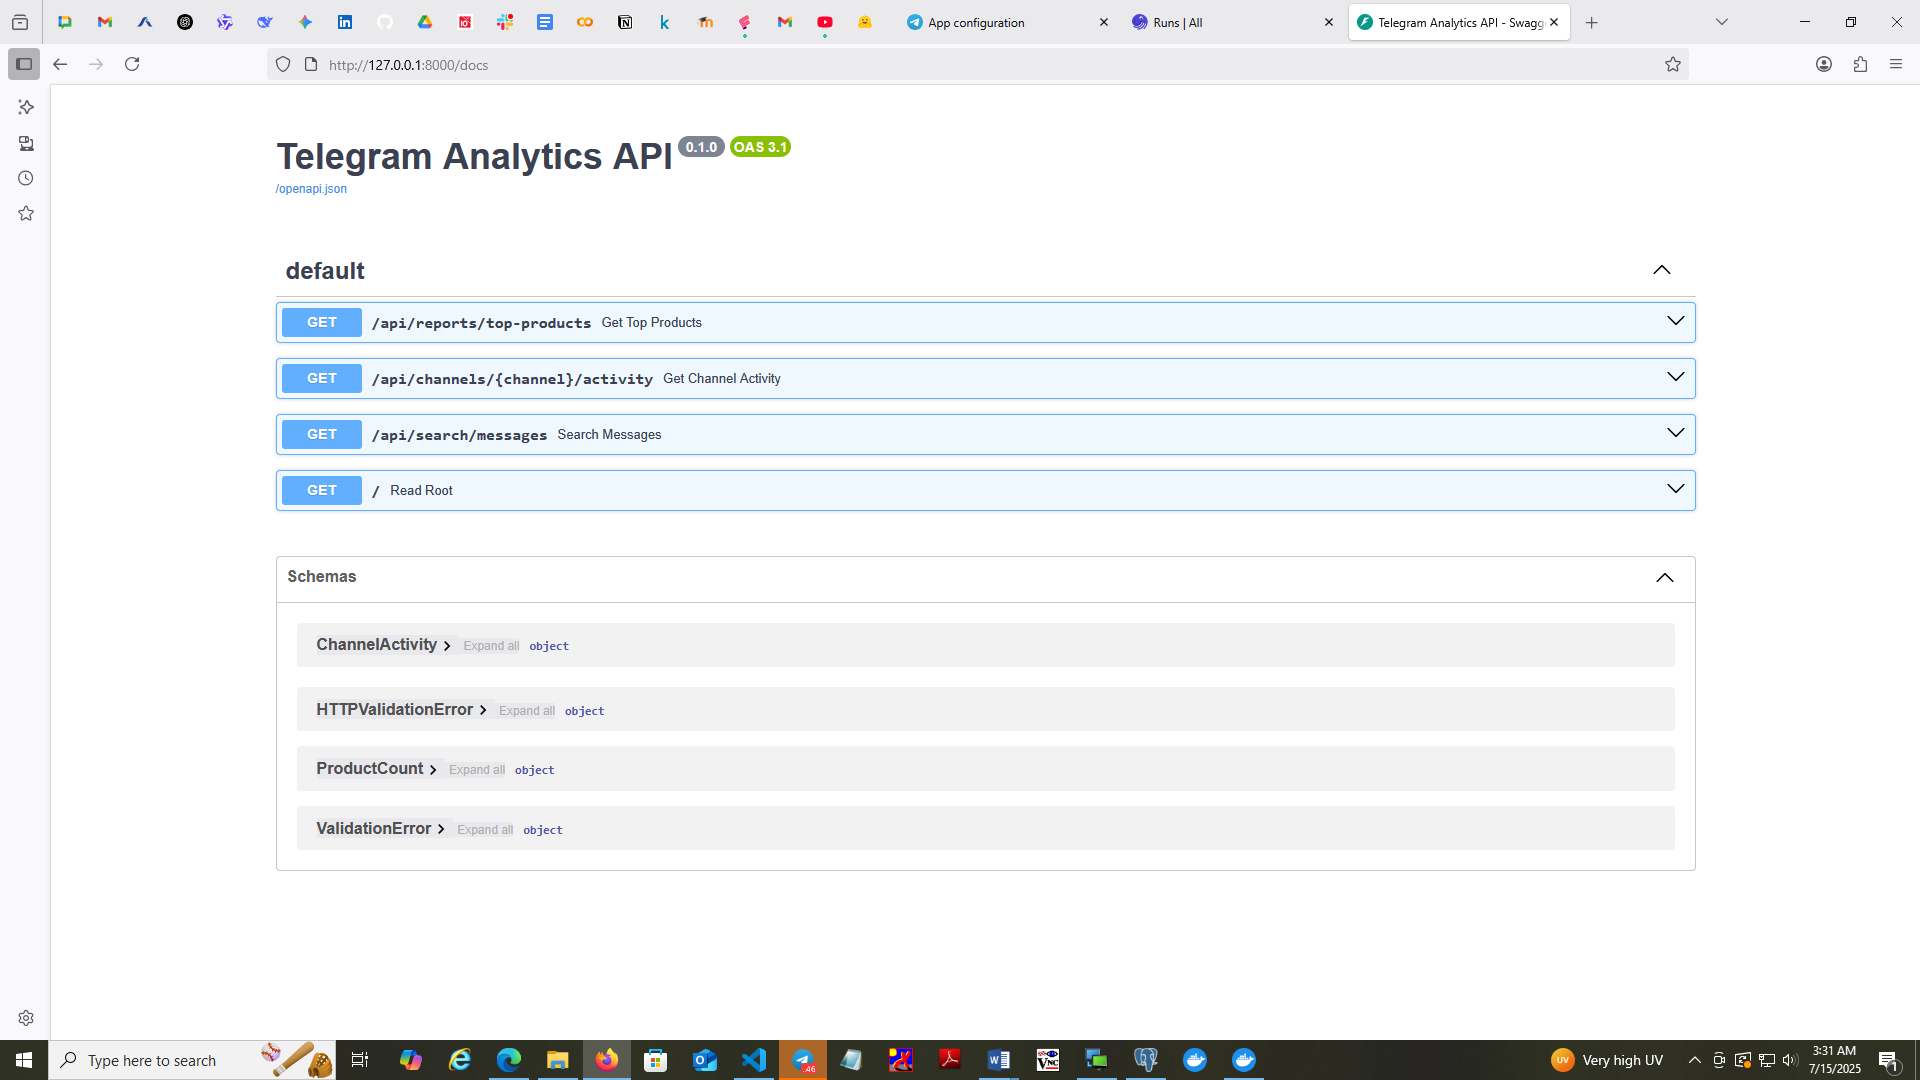 App configuration
Runs | All
Telegram Analytics API - Swagg
http://127.0.0.1:8000/docs
Telegram Analytics API 0.1.0 OAS 3.1
/openapi.json
default
GET /api/reports/top-products Get Top Products
GET /api/channels/{channel}/activity Get Channel Activity
GET /api/search/messages Search Messages
GET / Read Root
Schemas
ChannelActivity Expand all object
HTTPValidationError Expand all object
ProductCount Expand all object
ValidationError Expand all object
Type here to search
..46
UV Very high UV
3:31 AM
7/15/2025
1